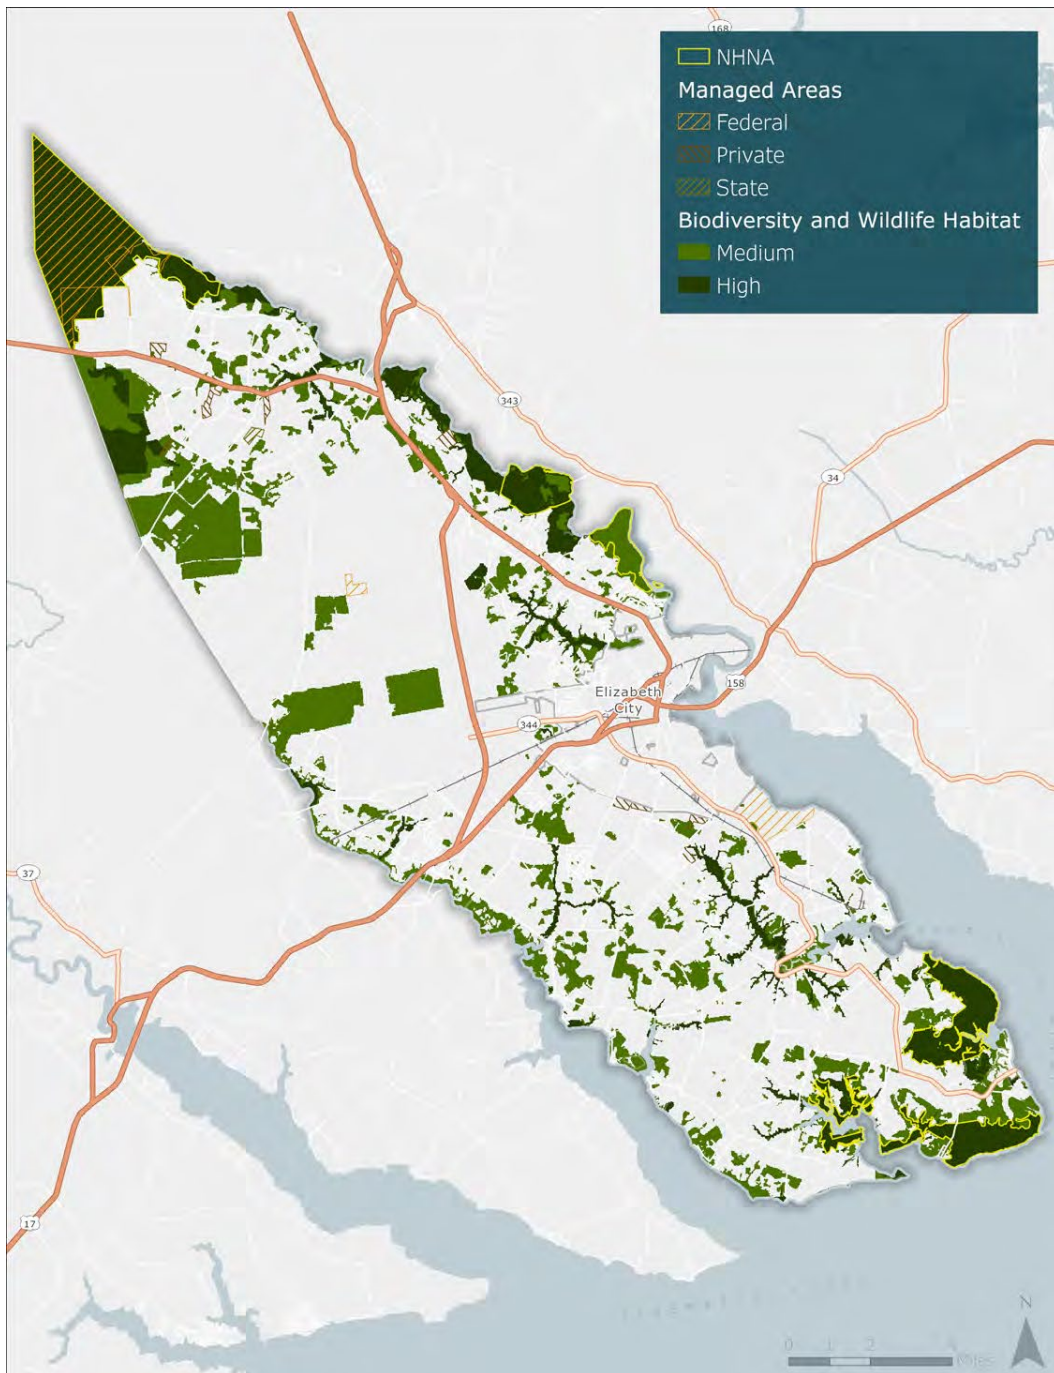 168
NHNA
Managed Areas
Federal
Private
State
Biodiversity and Wildlife Habitat
Medium
High
343
34
Elizabeth
City
158
344
37
17
N
0 1 2
Miles